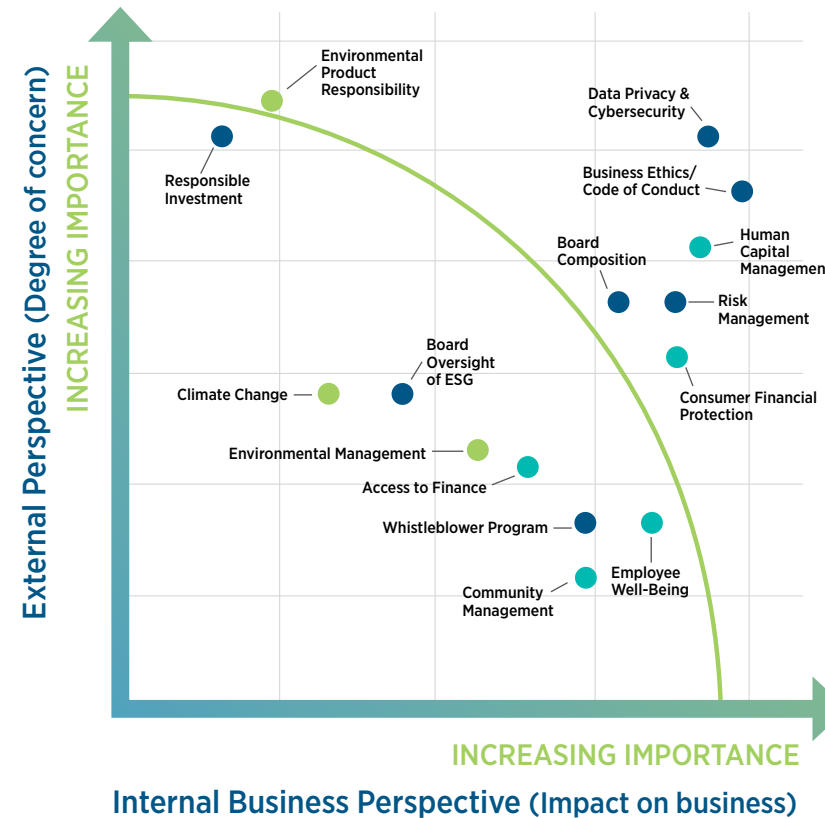 External Perspective (Degree of concern)
INCREASING IMPORTANCE
Environmental
Product
Responsibility
Responsible
Investment
Data Privacy &
Cybersecurity
Business Ethics/
Code of Conduct
Human
Capital
Managemen
Board
Composition
Risk
Management
Consumer Financial
Protection
Board
Oversight
of ESG
Climate Change
Environmental Management
Access to Finance
Whistleblower Program
Employee
Well-Being
Community
Management
INCREASING IMPORTANCE
Internal Business Perspective (Impact on business)